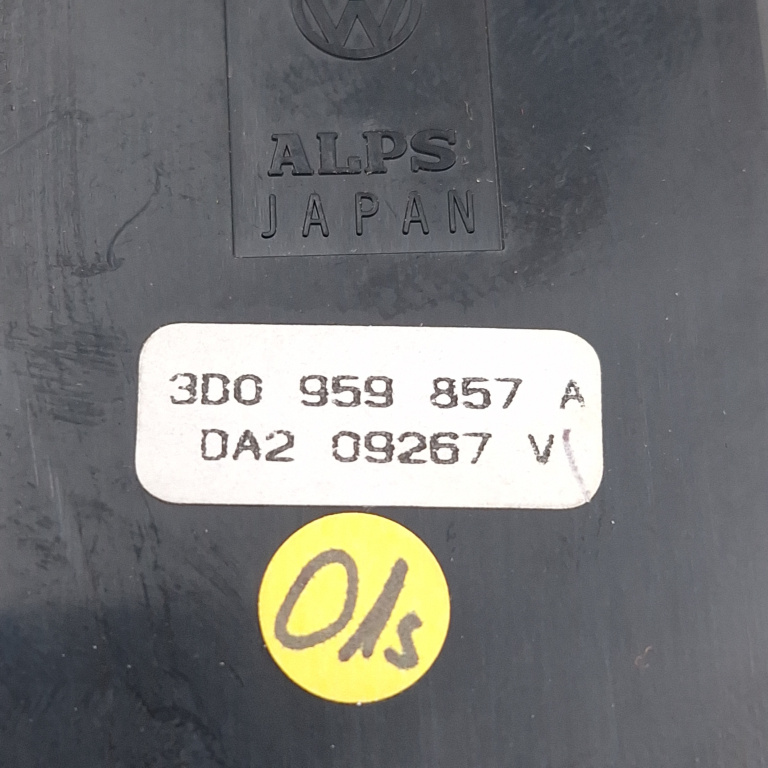 ALPS
JAPAN
3D0 959 857 A
DA2 09267 V
01s